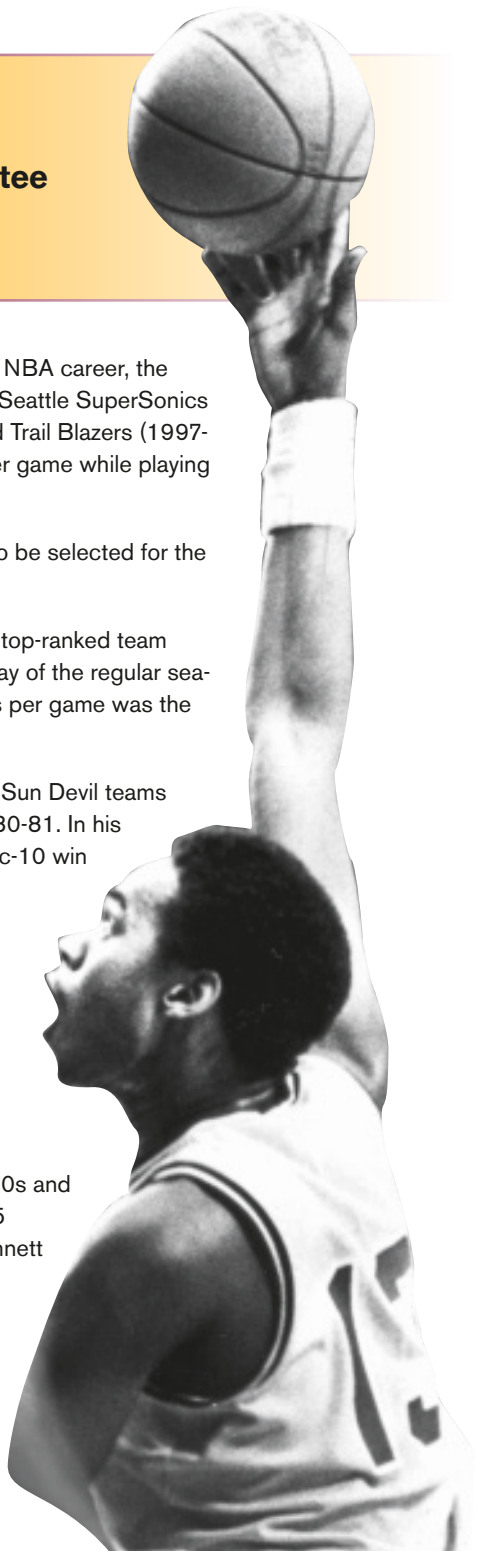 tee
NBA career, the
Seattle SuperSonics
d Trail Blazers (1997-
er game while playing
o be selected for the
top-ranked team
ay of the regular sea-
s per game was the
Sun Devil teams
30-81. In his
c-10 win
0s and
5
nnett
13